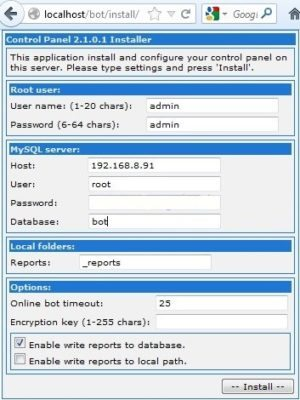 localhost/bot/install/
Googl
Control Panel 2.1.0.1 Installer
This application install and configure your control panel on
this server. Please type settings and press 'Install'.
Root user:
User name: (1-20 chars): admin
Password (6-64 chars): admin
MySQL server:
Host: 192.168.8.91
User: root
Password:
Database: bot
Local folders:
Reports: _reports
Options:
Online bot timeout: 25
Encryption key (1-255 chars):
Enable write reports to database.
Enable write reports to local path.
-- Install --